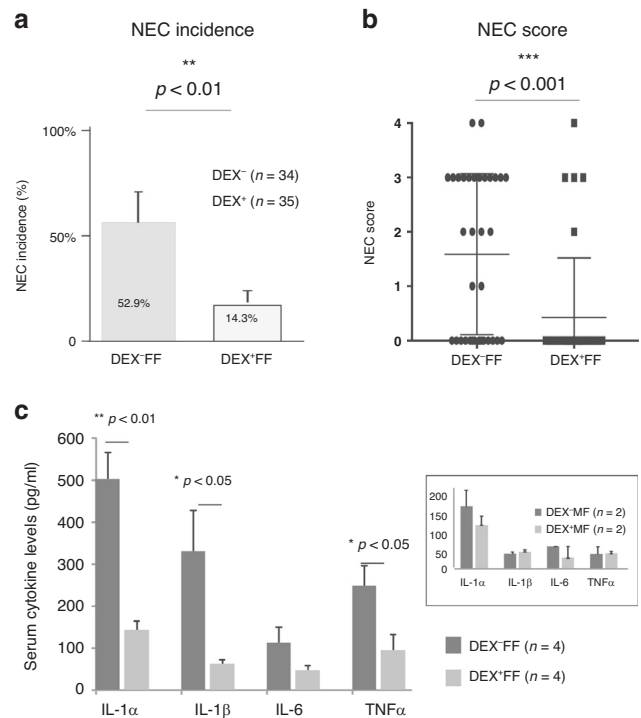 a
NEC incidence
**
p < 0.01
100%
50%
0
NEC incidence (%)
DEX⁻ (n = 34)
DEX⁺ (n = 35)
52.9%
14.3%
DEX⁻FF
DEX⁺FF
b
NEC score
***
p < 0.001
4
3
2
1
0
NEC score
DEX⁻FF
DEX⁺FF
c
** p < 0.01
* p < 0.05
* p < 0.05
600
500
400
300
200
100
0
Serum cytokine levels (pg/ml)
IL-1α
IL-1β
IL-6
TNFα
200
150
100
50
0
DEX⁻MF (n = 2)
DEX⁺MF (n = 2)
IL-1α
IL-1β
IL-6
TNFα
DEX⁻FF (n = 4)
DEX⁺FF (n = 4)